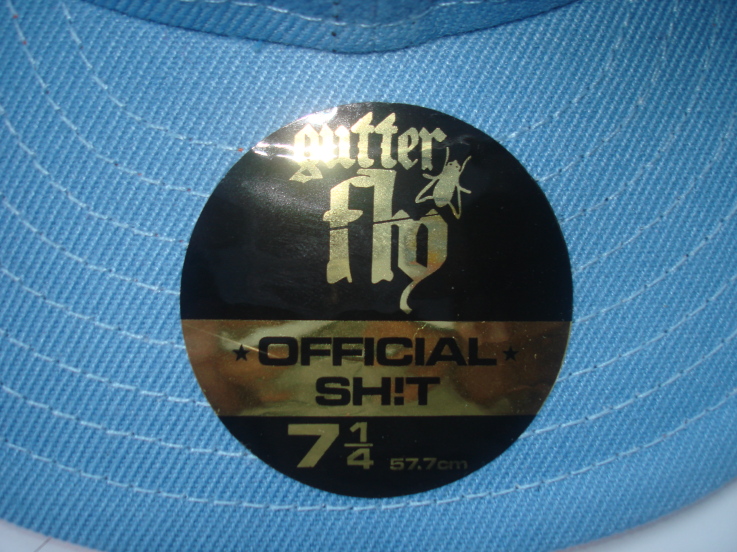 gutter
fly
★ OFFICIAL ★
SH!T
7 1/4 57.7cm